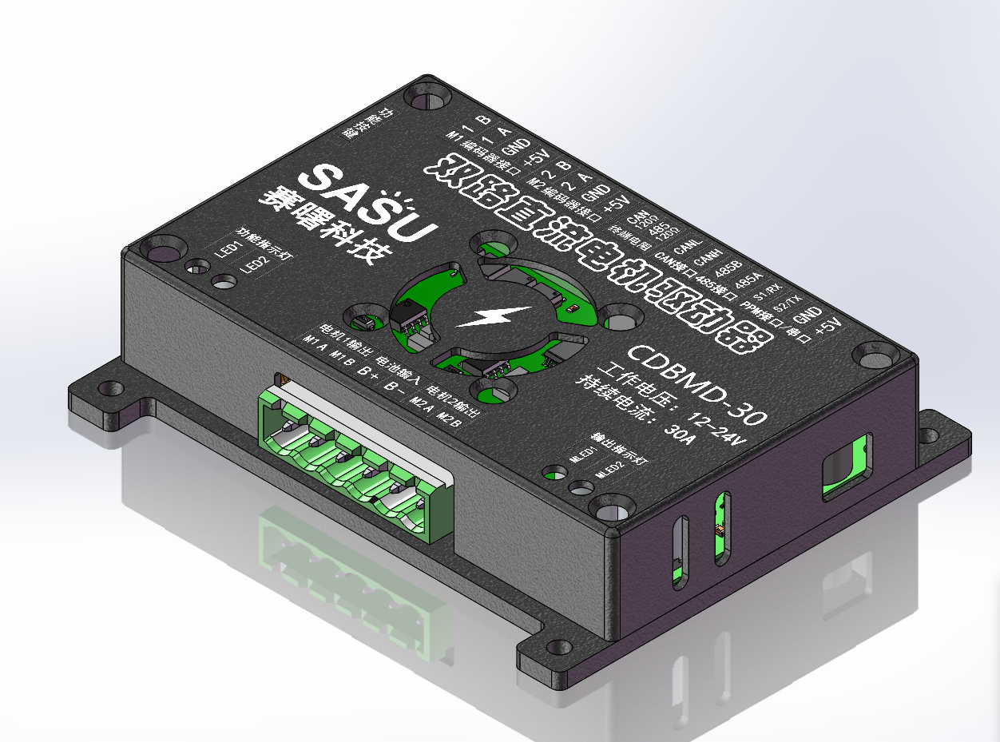 功能按键
SASU
赛曙科技
功能指示灯
LED1
LED2
1 B
1 A
GND
+5V
M1编码器接口
2 B
2 A
GND
+5V
M2编码器接口
CAN
120Ω
485
120Ω
终端电阻
CANL
CANH
CAN接口
485B
485A
485接口
S1/RX
S2/TX
GND
+5V
PPM接口/串口
双路直流电机驱动器
电机1输出 电池输入 电机2输出
M1A M1B B+ B- M2A M2B
CDBMD-30
工作电压：12-24V
持续电流：30A
输出指示灯
MLED1
MLED2